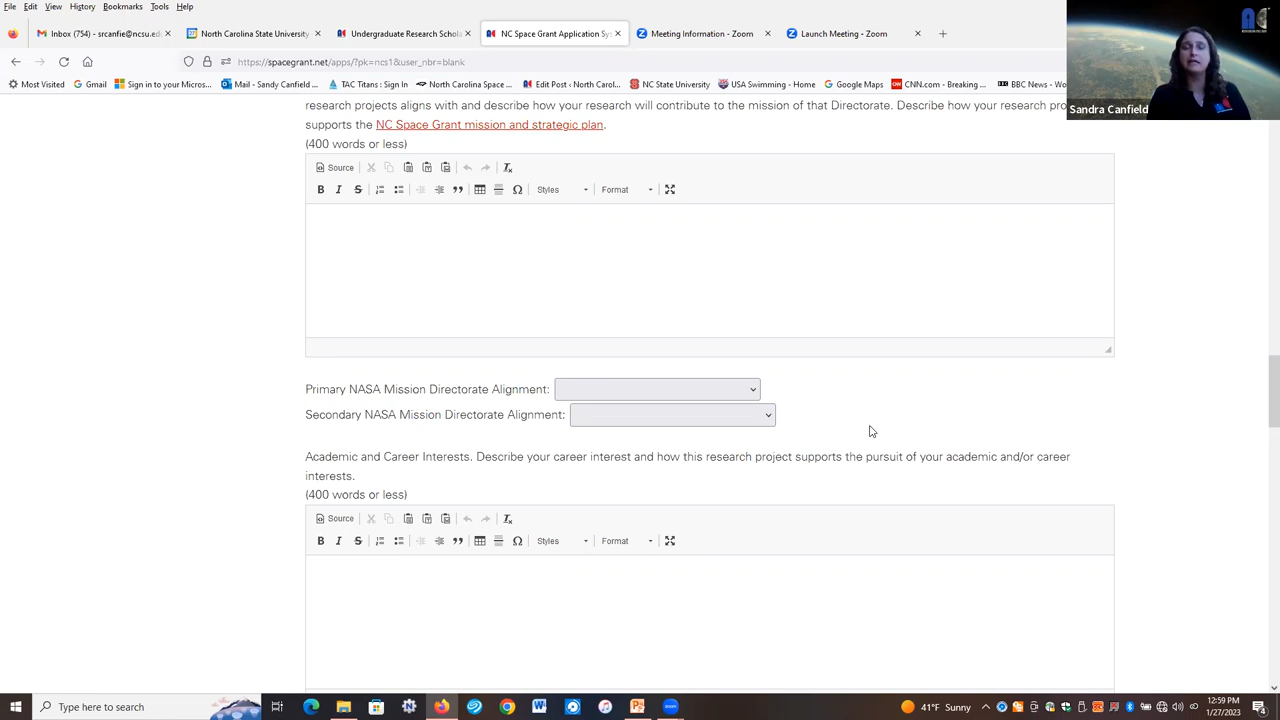 File Edit View History Bookmarks Tools Help
Inbox (754) - srcanfie@ncsu.ed
North Carolina State University
Undergraduate Research Schola
NC Space Grant Application Sy
Meeting Information - Zoom
Launch Meeting - Zoom
https://spacegrant.net/apps/?pk=ncs1&user_nbr=blank
Most Visited
Gmail
Sign in to your Micros...
Mail - Sandy Canfield ...
TAC Titans : Sign In
North Carolina Space ...
Edit Post ‹ North Carol...
NC State University
USA Swimming - Home
Google Maps
CNN.com - Breaking ...
BBC News - Wo
Sandra Canfield
research projects aligns with and describe how your research will contribute to the mission of that Directorate. Describe how your research pro
supports the NC Space Grant mission and strategic plan.
(400 words or less)
Source
Styles Format
Primary NASA Mission Directorate Alignment:
Secondary NASA Mission Directorate Alignment:
Academic and Career Interests. Describe your career interest and how this research project supports the pursuit of your academic and/or career
interests.
(400 words or less)
Source
Styles Format
Type here to search
41°F Sunny
12:59 PM
1/27/2023